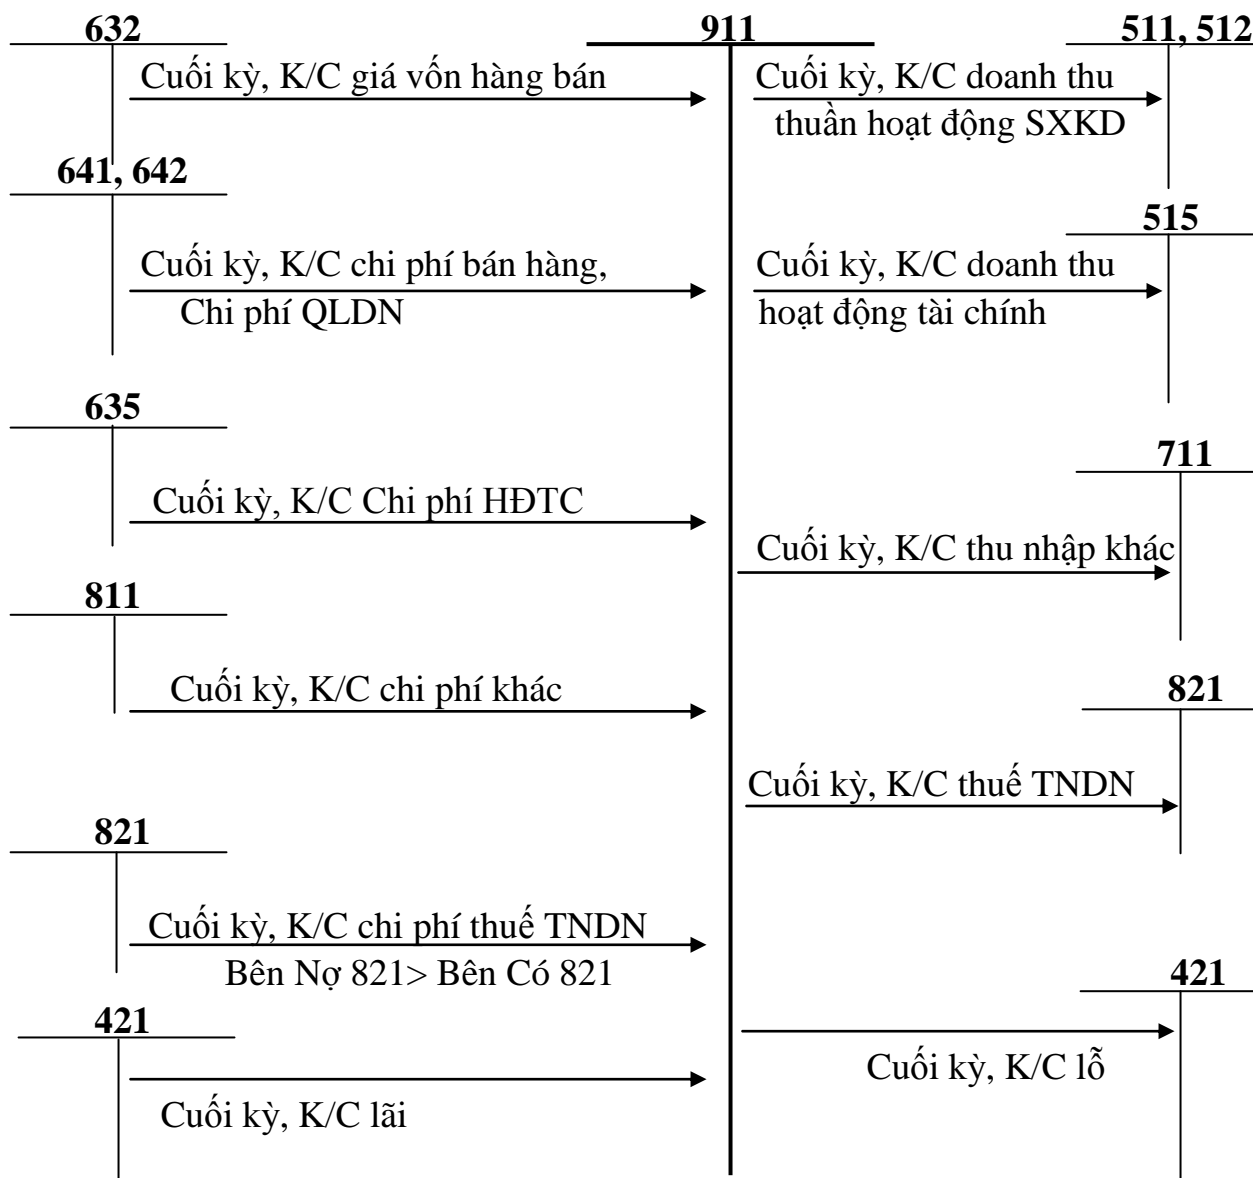 632
911
511, 512
Cuối kỳ, K/C giá vốn hàng bán
Cuối kỳ, K/C doanh thu
thuần hoạt động SXKD
641, 642
515
Cuối kỳ, K/C chi phí bán hàng,
Chi phí QLDN
Cuối kỳ, K/C doanh thu
hoạt động tài chính
635
711
Cuối kỳ, K/C Chi phí HĐTC
Cuối kỳ, K/C thu nhập khác
811
Cuối kỳ, K/C chi phí khác
821
Cuối kỳ, K/C thuế TNDN
821
Cuối kỳ, K/C chi phí thuế TNDN
Bên Nợ 821> Bên Có 821
421
421
Cuối kỳ, K/C lỗ
Cuối kỳ, K/C lãi